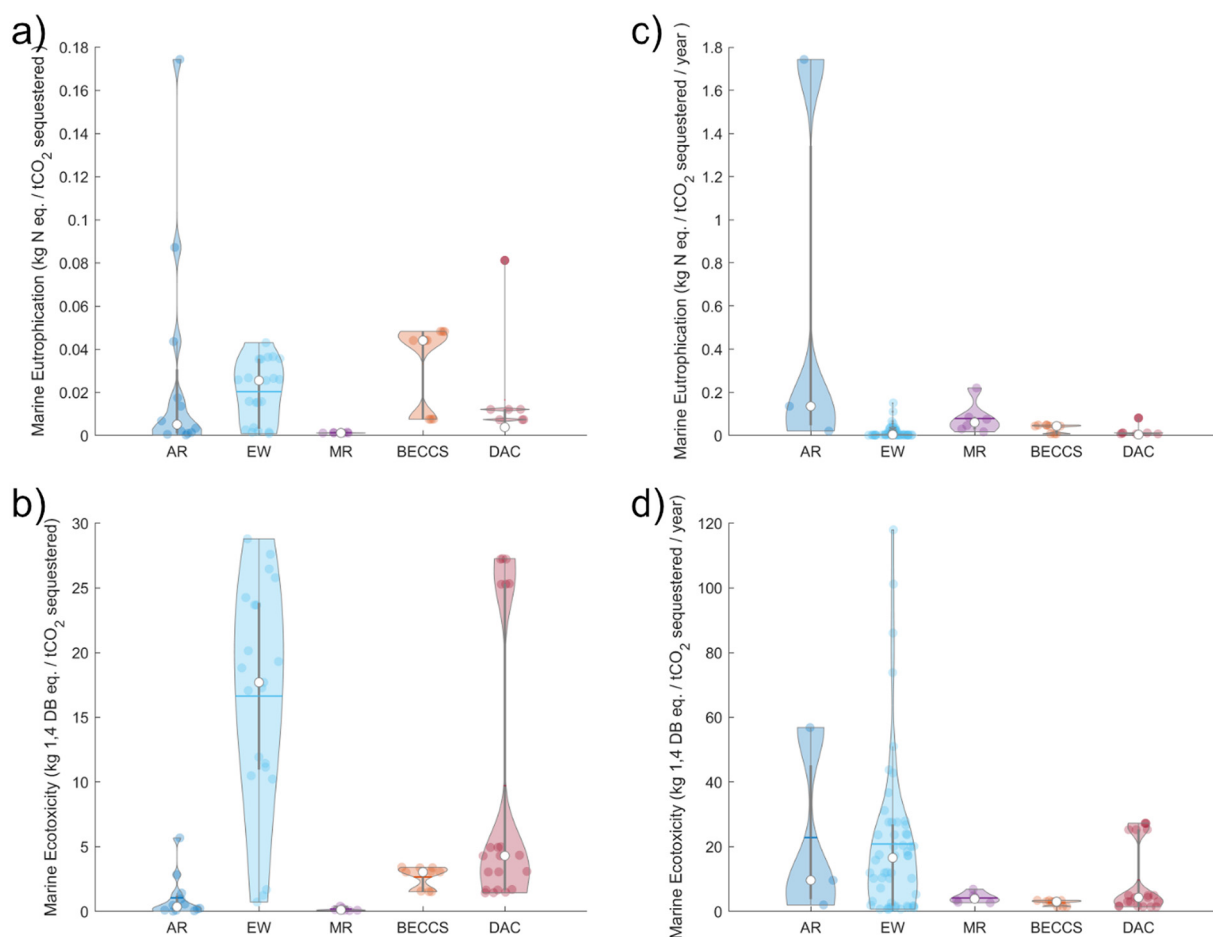 a)
Marine Eutrophication (kg N eq. / tCO2 sequestered )
0.18
0.16
0.14
0.12
0.1
0.08
0.06
0.04
0.02
0
AR EW MR BECCS DAC
c)
Marine Eutrophication (kg N eq. / tCO2 sequestered / year )
1.8
1.6
1.4
1.2
1
0.8
0.6
0.4
0.2
0
AR EW MR BECCS DAC
b)
Marine Ecotoxicity (kg 1,4 DB eq. / tCO2 sequestered)
30
25
20
15
10
5
0
AR EW MR BECCS DAC
d)
Marine Ecotoxicity (kg 1,4 DB eq. / tCO2 sequestered / year)
120
100
80
60
40
20
0
AR EW MR BECCS DAC